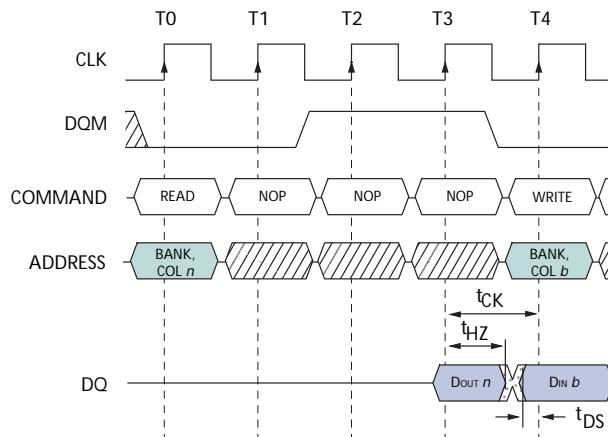 T0 T1 T2 T3 T4
CLK
DQM
COMMAND READ NOP NOP NOP WRITE
ADDRESS BANK, COL n BANK, COL b
tCK
tHZ
DQ DOUT n DIN b
tDS